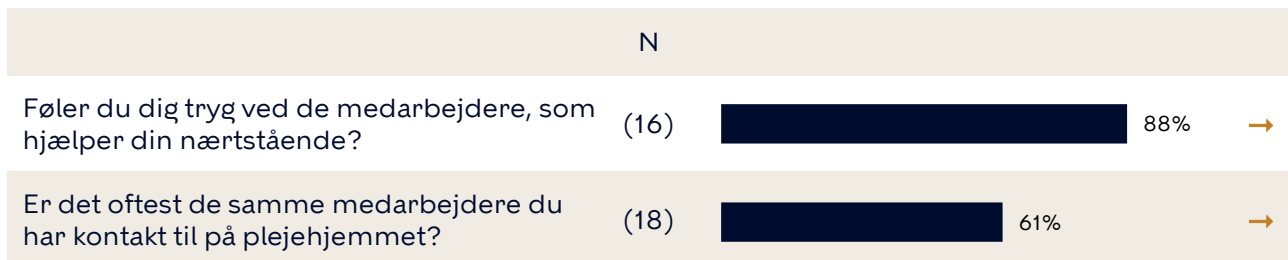 N
Føler du dig tryg ved de medarbejdere, som
hjælper din nærtstående?
(16)
88%
→
Er det oftest de samme medarbejdere du
har kontakt til på plejehjemmet?
(18)
61%
→